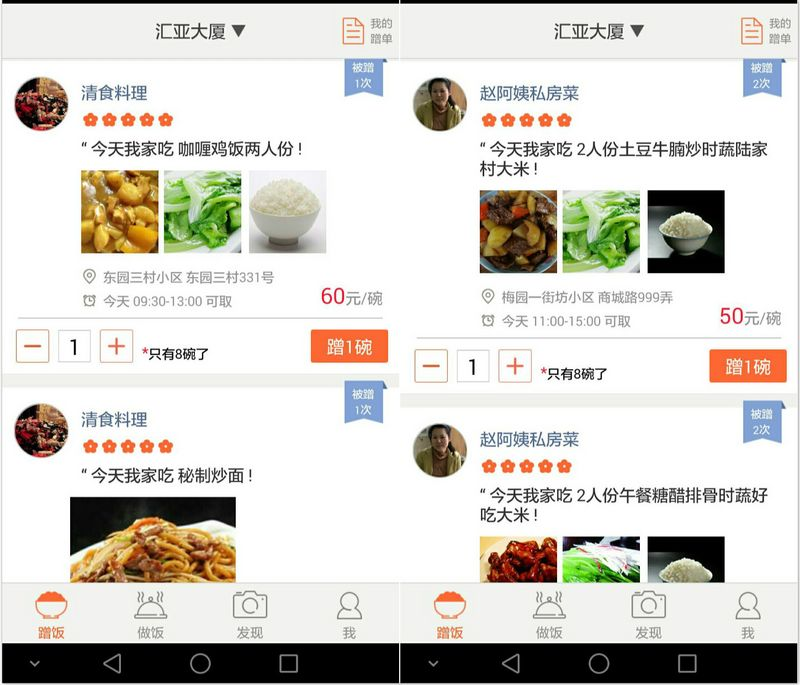 汇亚大厦▼
我的
蹭单
被蹭
1次
清食料理
“ 今天我家吃 咖喱鸡饭两人份！
东园三村小区 东园三村331号
今天 09:30-13:00 可取
60元/碗
1
*只有8碗了
蹭1碗
被蹭
1次
清食料理
“ 今天我家吃 秘制炒面！
蹭饭
做饭
发现
我
汇亚大厦▼
我的
蹭单
被蹭
2次
赵阿姨私房菜
“ 今天我家吃 2人份土豆牛腩炒时蔬陆家
村大米！
梅园一街坊小区 商城路999弄
今天 11:00-15:00 可取
50元/碗
1
*只有8碗了
蹭1碗
被蹭
2次
赵阿姨私房菜
“ 今天我家吃 2人份午餐糖醋排骨时蔬好
吃大米！
蹭饭
做饭
发现
我